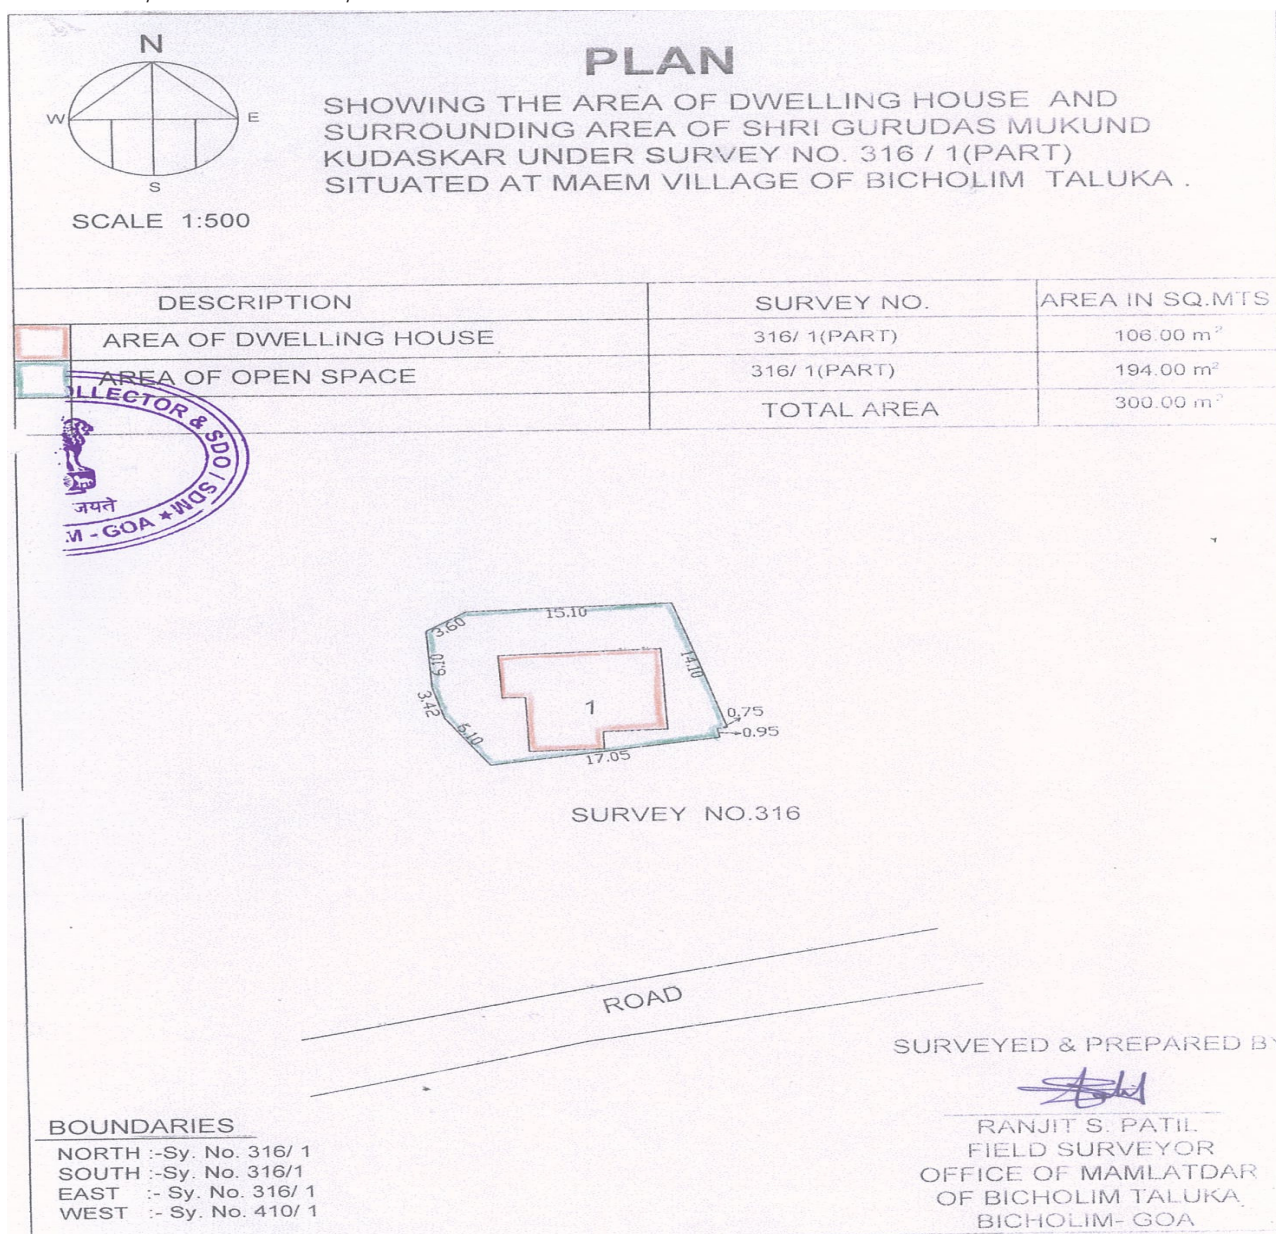 N
W E
S
SCALE 1:500
PLAN
SHOWING THE AREA OF DWELLING HOUSE AND
SURROUNDING AREA OF SHRI GURUDAS MUKUND
KUDASKAR UNDER SURVEY NO. 316 / 1(PART)
SITUATED AT MAEM VILLAGE OF BICHOLIM TALUKA .
DESCRIPTION SURVEY NO. AREA IN SQ.MTS
AREA OF DWELLING HOUSE 316/ 1(PART) 106.00 m²
AREA OF OPEN SPACE 316/ 1(PART) 194.00 m²
TOTAL AREA 300.00 m²
OLLECTOR & SDO / SDM ★
जयते
M - GOA
15.10
3.60
6.10
14.10
3.42
1
5.10
0.75
0.95
17.05
SURVEY NO.316
ROAD
SURVEYED & PREPARED BY
RANJIT S. PATIL
FIELD SURVEYOR
OFFICE OF MAMLATDAR
OF BICHOLIM TALUKA
BICHOLIM- GOA
BOUNDARIES
NORTH :-Sy. No. 316/ 1
SOUTH :-Sy. No. 316/1
EAST :- Sy. No. 316/ 1
WEST :- Sy. No. 410/ 1